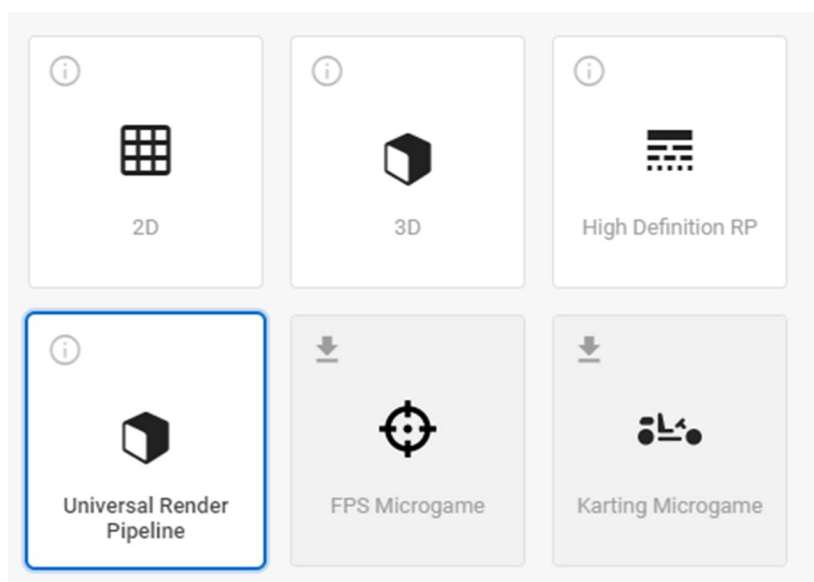 2D
3D
High Definition RP
Universal Render
Pipeline
FPS Microgame
Karting Microgame